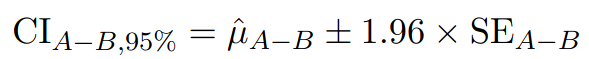 CI_{A−B,95%} = μ̂_{A−B} ± 1.96 × SE_{A−B}